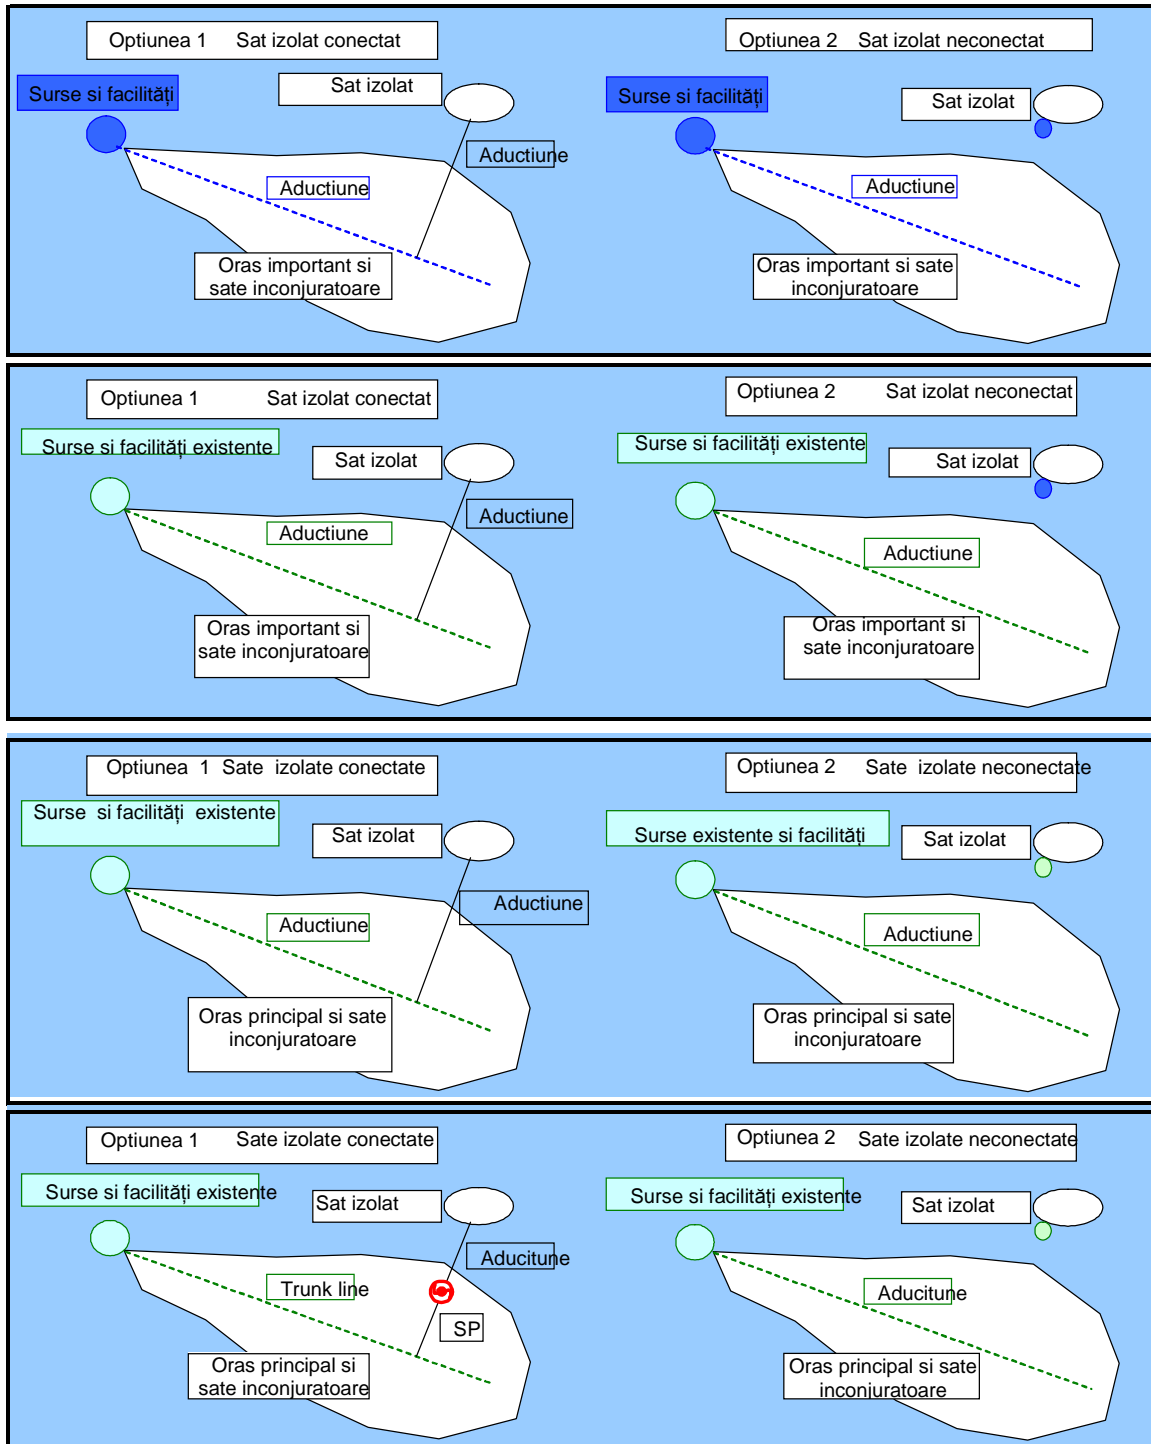 Optiunea 1 Sat izolat conectat
Surse si facilități
Sat izolat
Aductiune
Aductiune
Oras important si
sate inconjuratoare
Optiunea 2 Sat izolat neconectat
Surse si facilități
Sat izolat
Aductiune
Oras important si sate
inconjuratoare
Optiunea 1 Sat izolat conectat
Surse si facilități existente
Sat izolat
Aductiune
Aductiune
Oras important si
sate inconjuratoare
Optiunea 2 Sat izolat neconectat
Surse si facilități existente
Sat izolat
Aductiune
Oras important si
sate inconjuratoare
Optiunea 1 Sate izolate conectate
Surse si facilități existente
Sat izolat
Aductiune
Aductiune
Oras principal si sate
inconjuratoare
Optiunea 2 Sate izolate neconectate
Surse existente si facilități
Sat izolat
Aductiune
Oras principal si sate
inconjuratoare
Optiunea 1 Sate izolate conectate
Surse si facilități existente
Sat izolat
Aducitune
Trunk line
SP
Oras principal si
sate inconjuratoare
Optiunea 2 Sate izolate neconectate
Surse si facilități existente
Sat izolat
Aducitune
Oras principal si sate
inconjuratoare